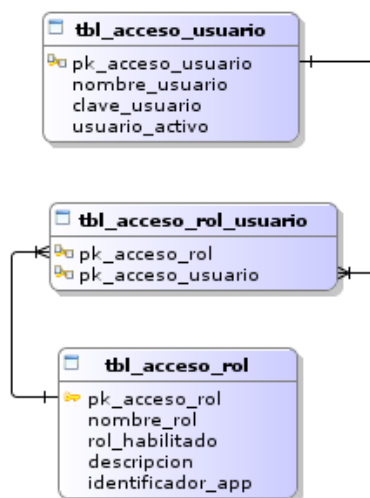 tbl_acceso_usuario
pk_acceso_usuario
nombre_usuario
clave_usuario
usuario_activo
tbl_acceso_rol_usuario
pk_acceso_rol
pk_acceso_usuario
tbl_acceso_rol
pk_acceso_rol
nombre_rol
rol_habilitado
descripcion
identificador_app